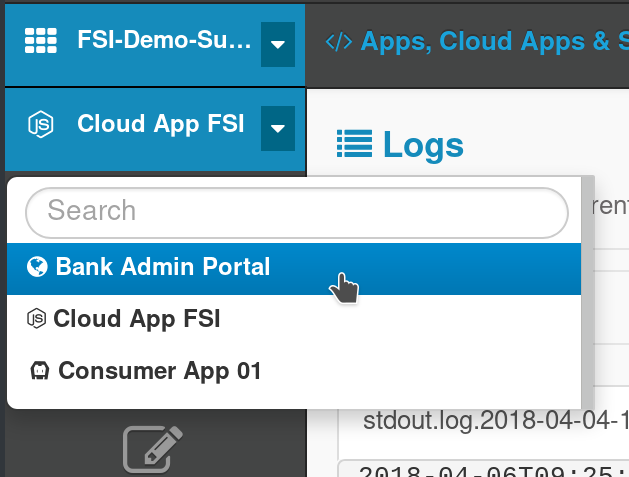 FSI-Demo-Su...
Apps, Cloud Apps &
Cloud App FSI
Logs
Search
Bank Admin Portal
Cloud App FSI
Consumer App 01
stdout.log.2018-04-04-1
2018-04-06T09:25: